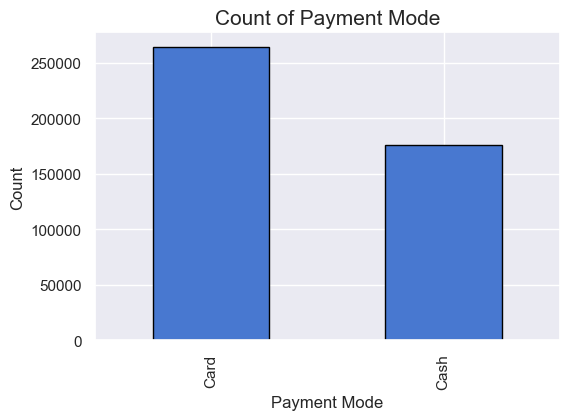 Count of Payment Mode
250000
200000
150000
100000
50000
0
Count
Card
Cash
Payment Mode